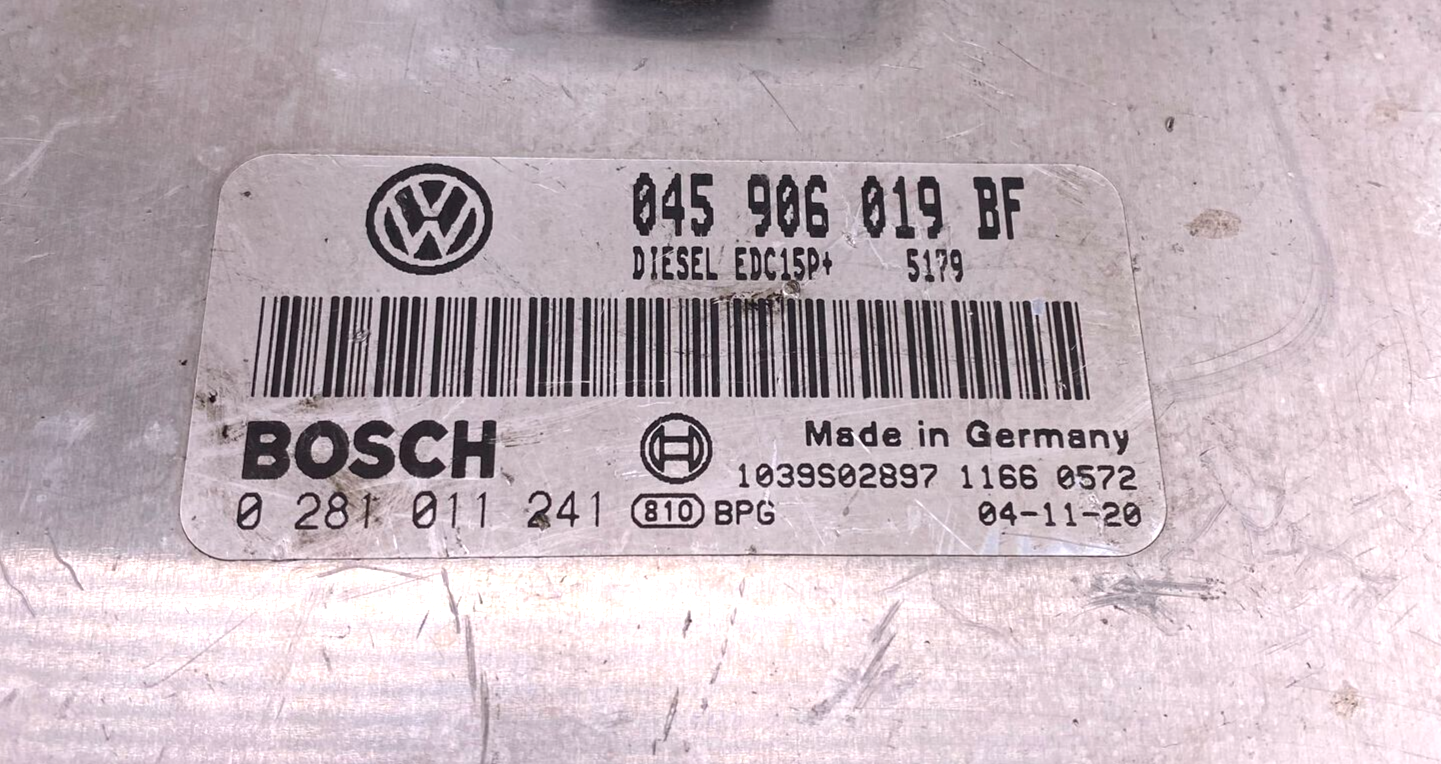 045 906 019 BF
DIESEL EDC15P+ 5179
BOSCH
Made in Germany
1039S02897 1166 0572
0 281 011 241
810 BPG
04-11-20